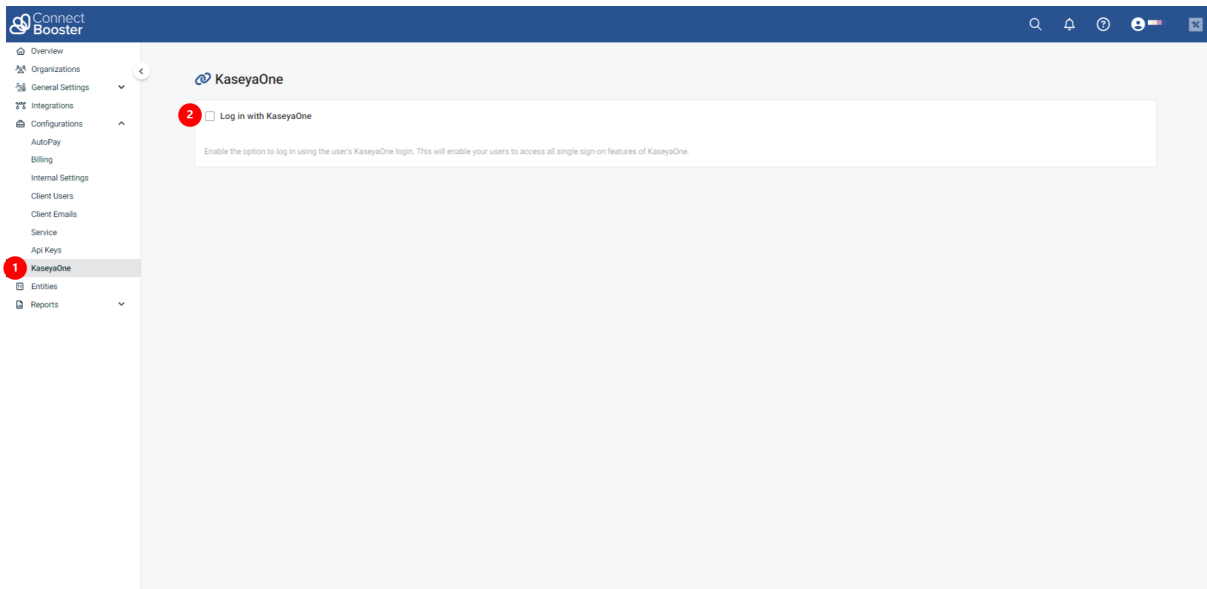 Connect
Booster
Overview
Organizations
General Settings
Integrations
Configurations
AutoPay
Billing
Internal Settings
Client Users
Client Emails
Service
Api Keys
1 KaseyaOne
Entities
Reports
KaseyaOne
2 Log in with KaseyaOne
Enable the option to log in using the user's KaseyaOne login. This will enable your users to access all single sign-on features of KaseyaOne.